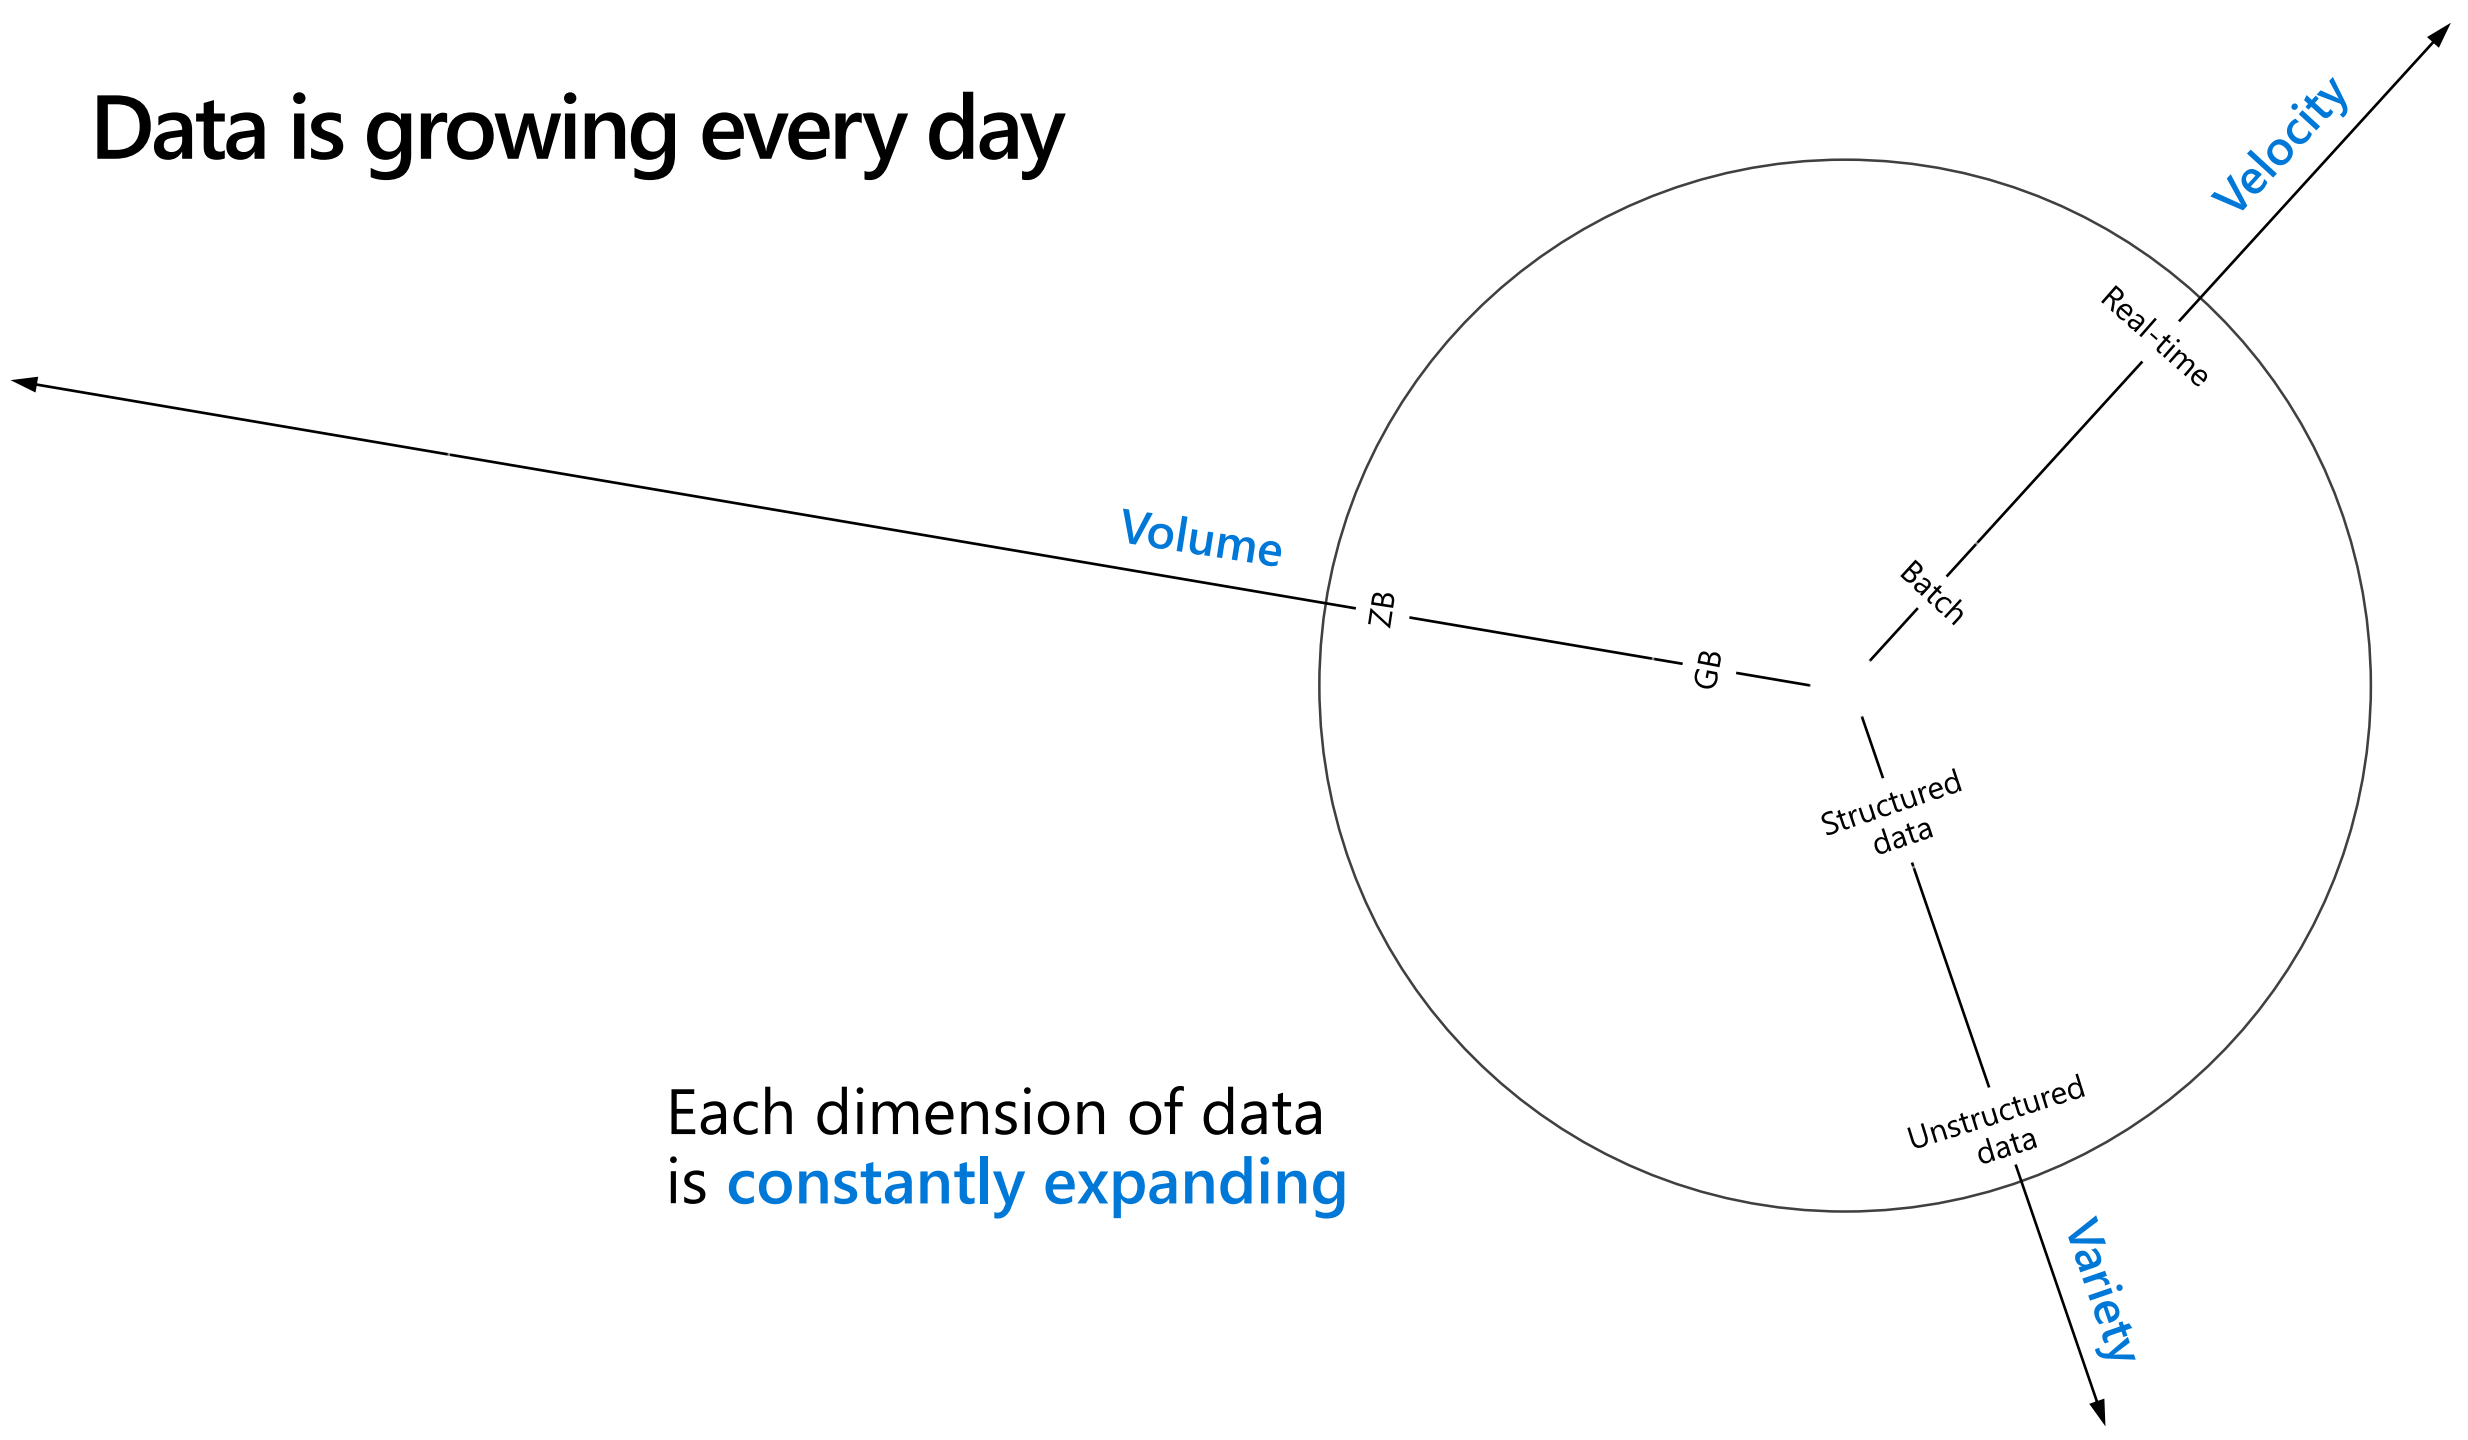 Data is growing every day
Velocity
Real-time
Batch
Volume
ZB
GB
Structured
data
Unstructured
data
Variety
Each dimension of data
is constantly expanding